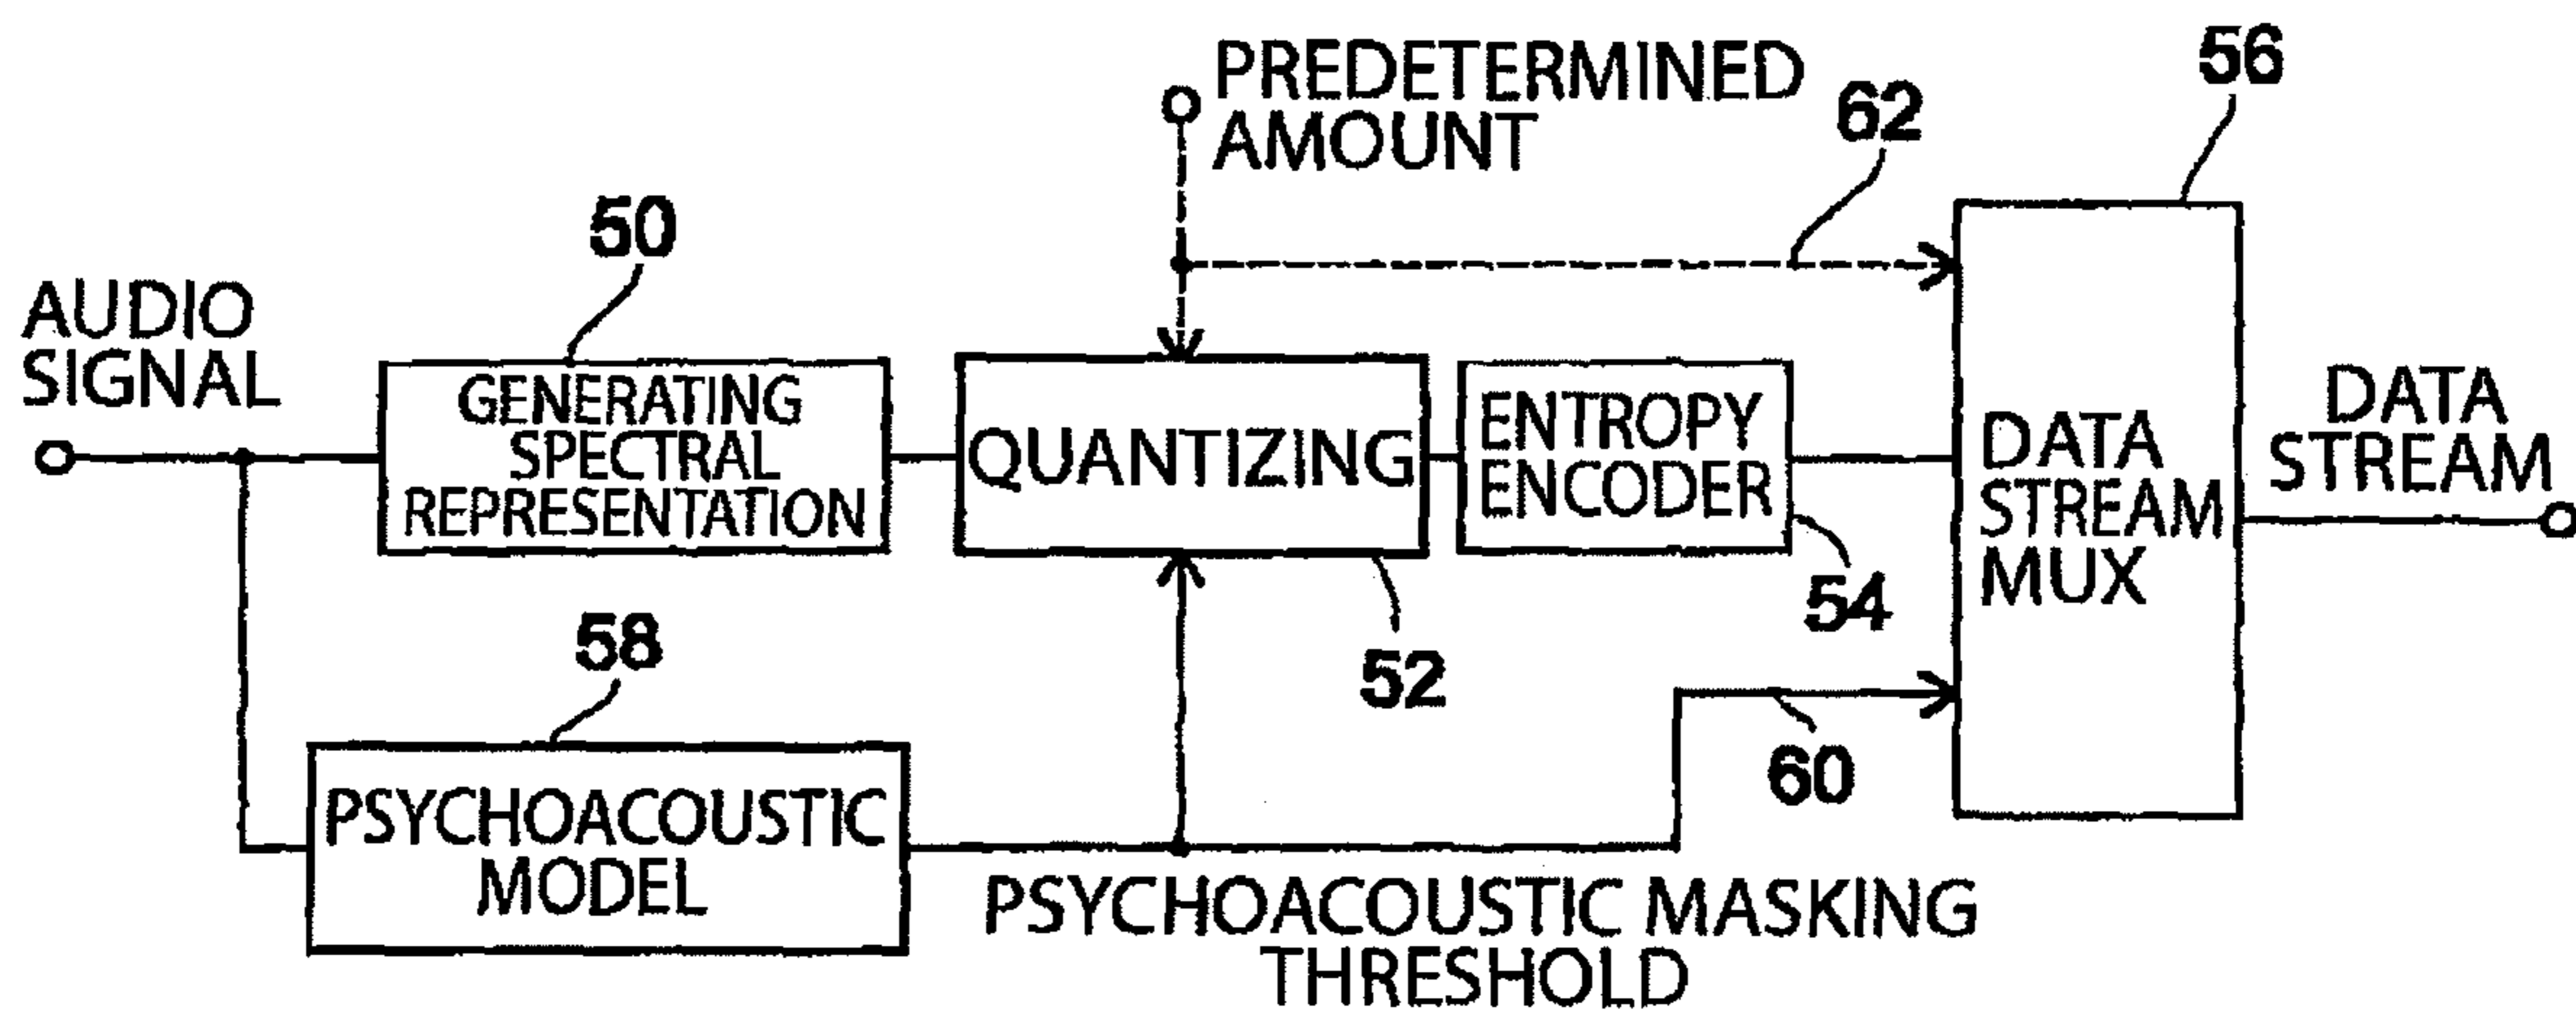 PREDETERMINED
AMOUNT
62
56
50
AUDIO
SIGNAL
GENERATING
SPECTRAL
REPRESENTATION
QUANTIZING
ENTROPY
ENCODER
DATA
STREAM
MUX
DATA
STREAM
54
52
58
60
PSYCHOACOUSTIC
MODEL
PSYCHOACOUSTIC MASKING
THRESHOLD